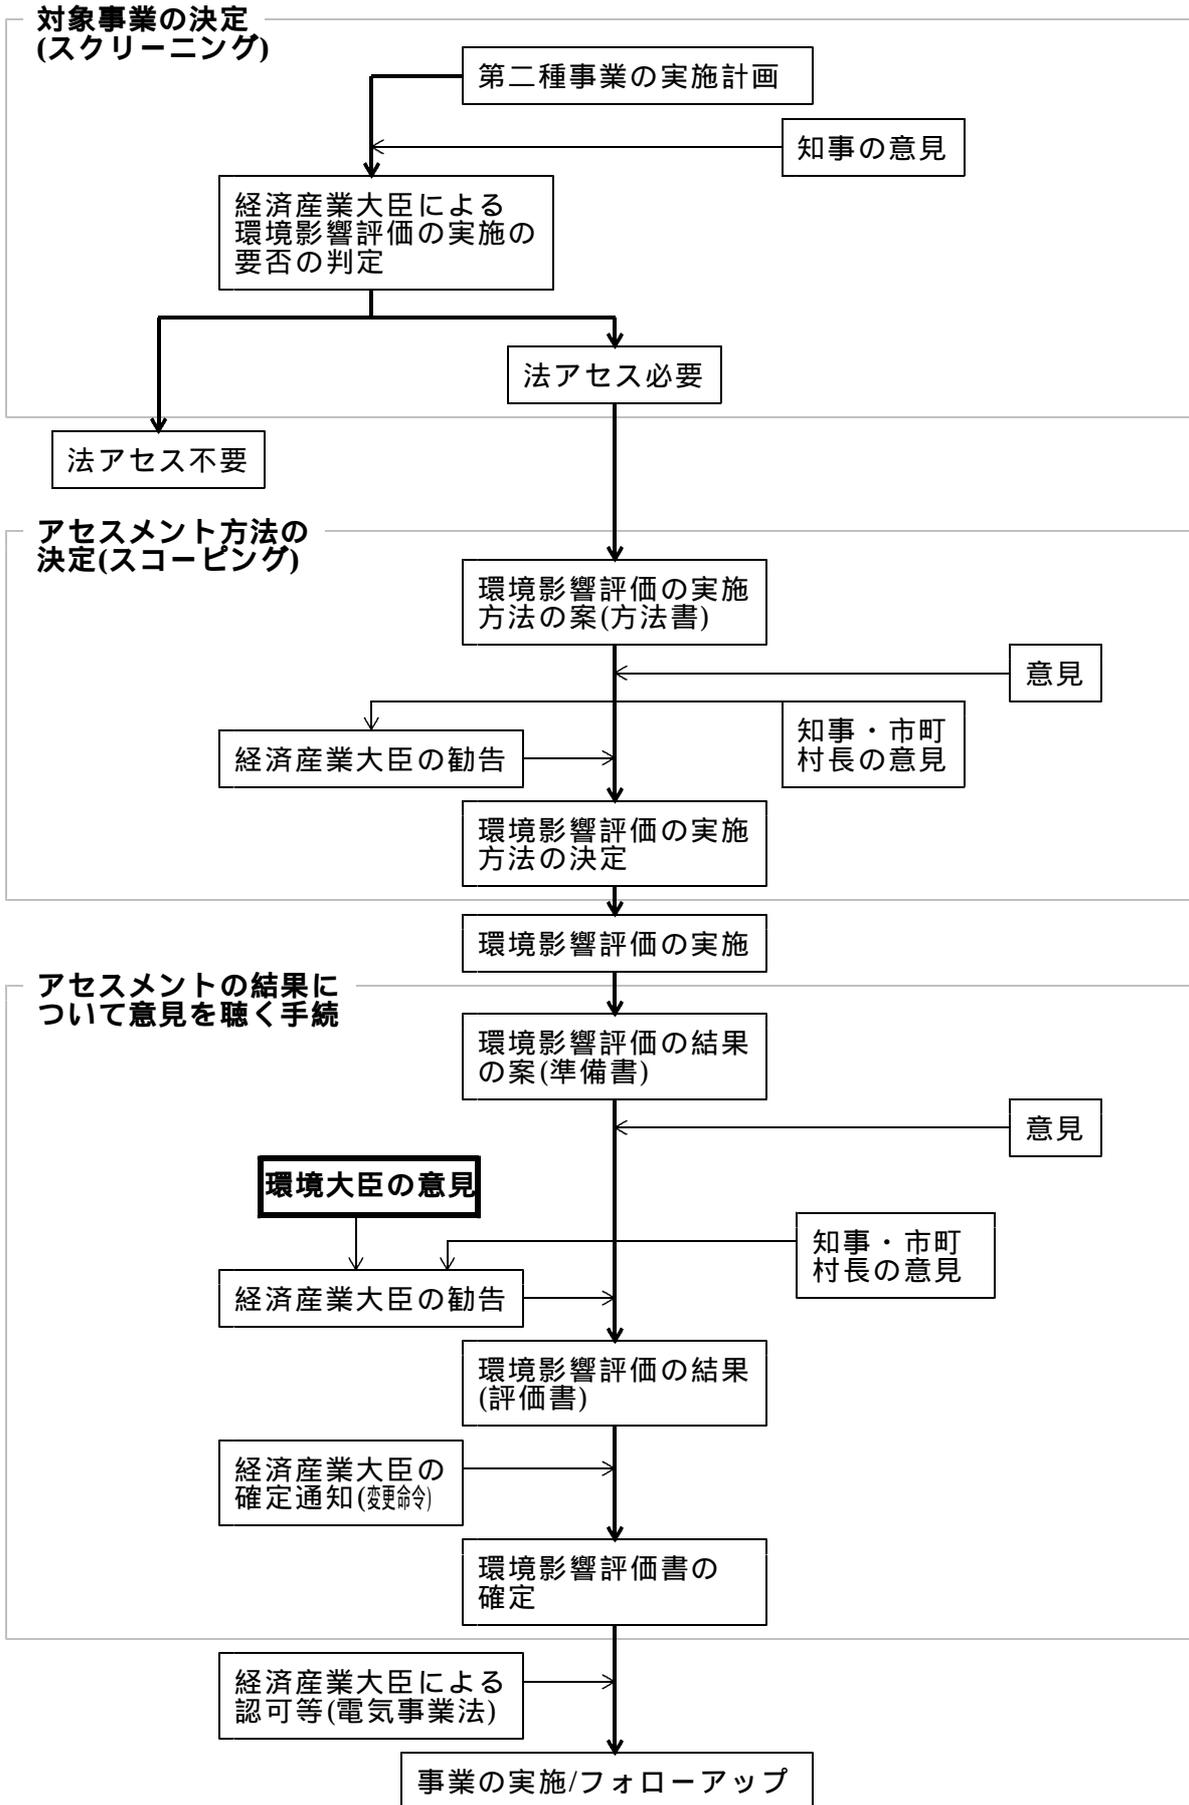 対象事業の決定
(スクリーニング)
第二種事業の実施計画
知事の意見
経済産業大臣による
環境影響評価の実施の
要否の判定
法アセス必要
法アセス不要
アセスメント方法の
決定(スコーピング)
環境影響評価の実施
方法の案(方法書)
意見
知事・市町
村長の意見
経済産業大臣の勧告
環境影響評価の実施
方法の決定
環境影響評価の実施
アセスメントの結果に
ついて意見を聴く手続
環境影響評価の結果
の案(準備書)
意見
環境大臣の意見
知事・市町
村長の意見
経済産業大臣の勧告
環境影響評価の結果
(評価書)
経済産業大臣の
確定通知(変更命令)
環境影響評価書の
確定
経済産業大臣による
認可等(電気事業法)
事業の実施/フォローアップ